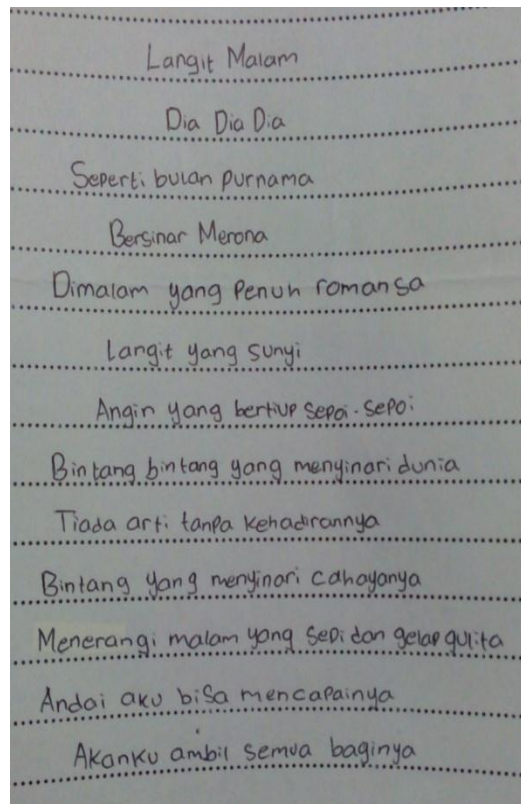 Langit Malam
Dia Dia Dia
Seperti bulan purnama
Bersinar Merona
Dimalam yang Penuh romansa
Langit yang sunyi
Angin yang bertiup sepoi-sepoi
Bintang bintang yang menyinari dunia
Tiada arti tanpa kehadirannya
Bintang yang menyinari cahayanya
Menerangi malam yang sepi dan gelap gulita
Andai aku bisa mencapainya
Akanku ambil semua baginya